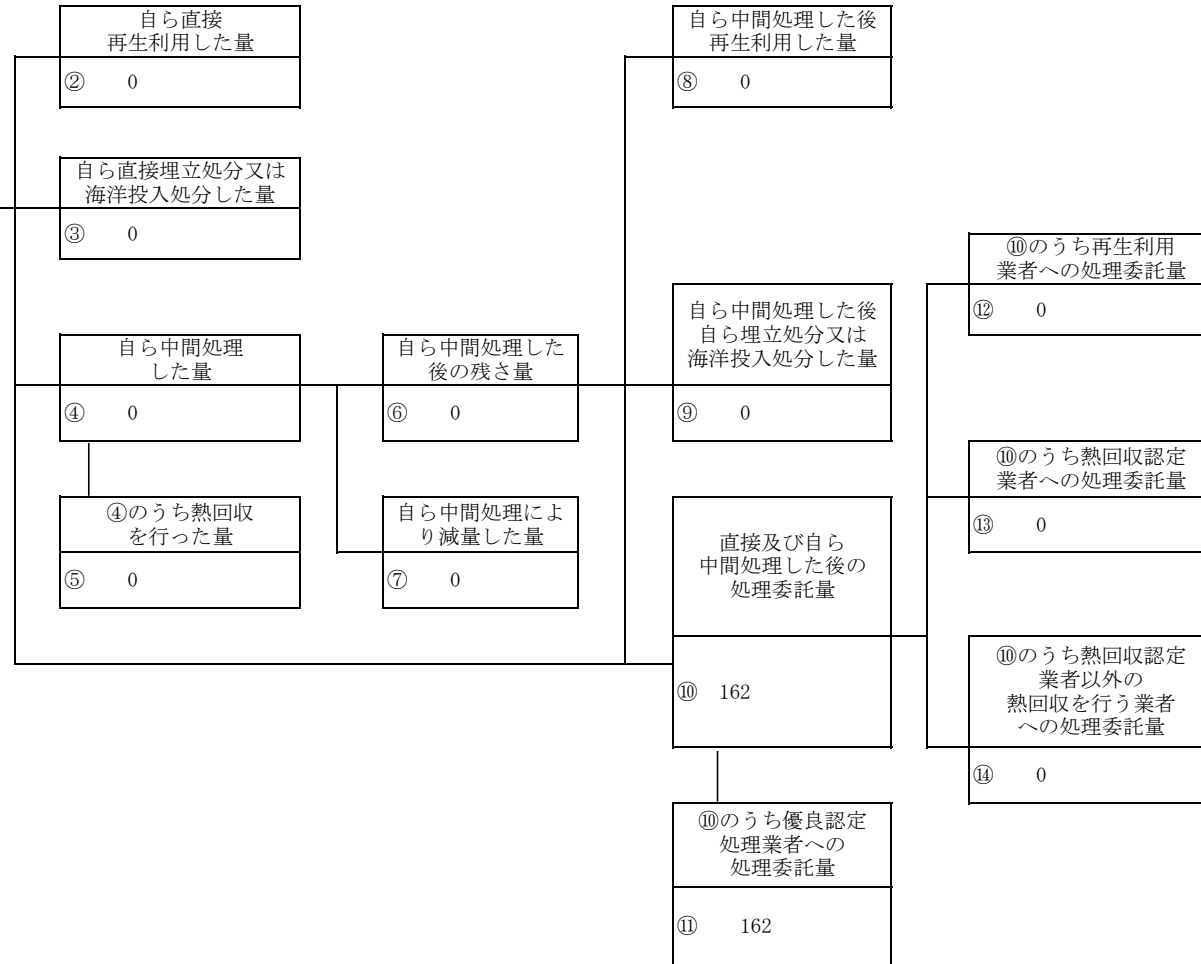 自ら直接
再生利用した量
② 0
自ら直接埋立処分又は
海洋投入処分した量
③ 0
自ら中間処理
した量
④ 0
④のうち熱回収
を行った量
⑤ 0
自ら中間処理した
後の残さ量
⑥ 0
自ら中間処理によ
り減量した量
⑦ 0
自ら中間処理した後
再生利用した量
⑧ 0
自ら中間処理した後
自ら埋立処分又は
海洋投入処分した量
⑨ 0
直接及び自ら
中間処理した後の
処理委託量
⑩ 162
⑩のうち優良認定
処理業者への
処理委託量
⑪ 162
⑩のうち再生利用
業者への処理委託量
⑫ 0
⑩のうち熱回収認定
業者への処理委託量
⑬ 0
⑩のうち熱回収認定
業者以外の
熱回収を行う業者
への処理委託量
⑭ 0